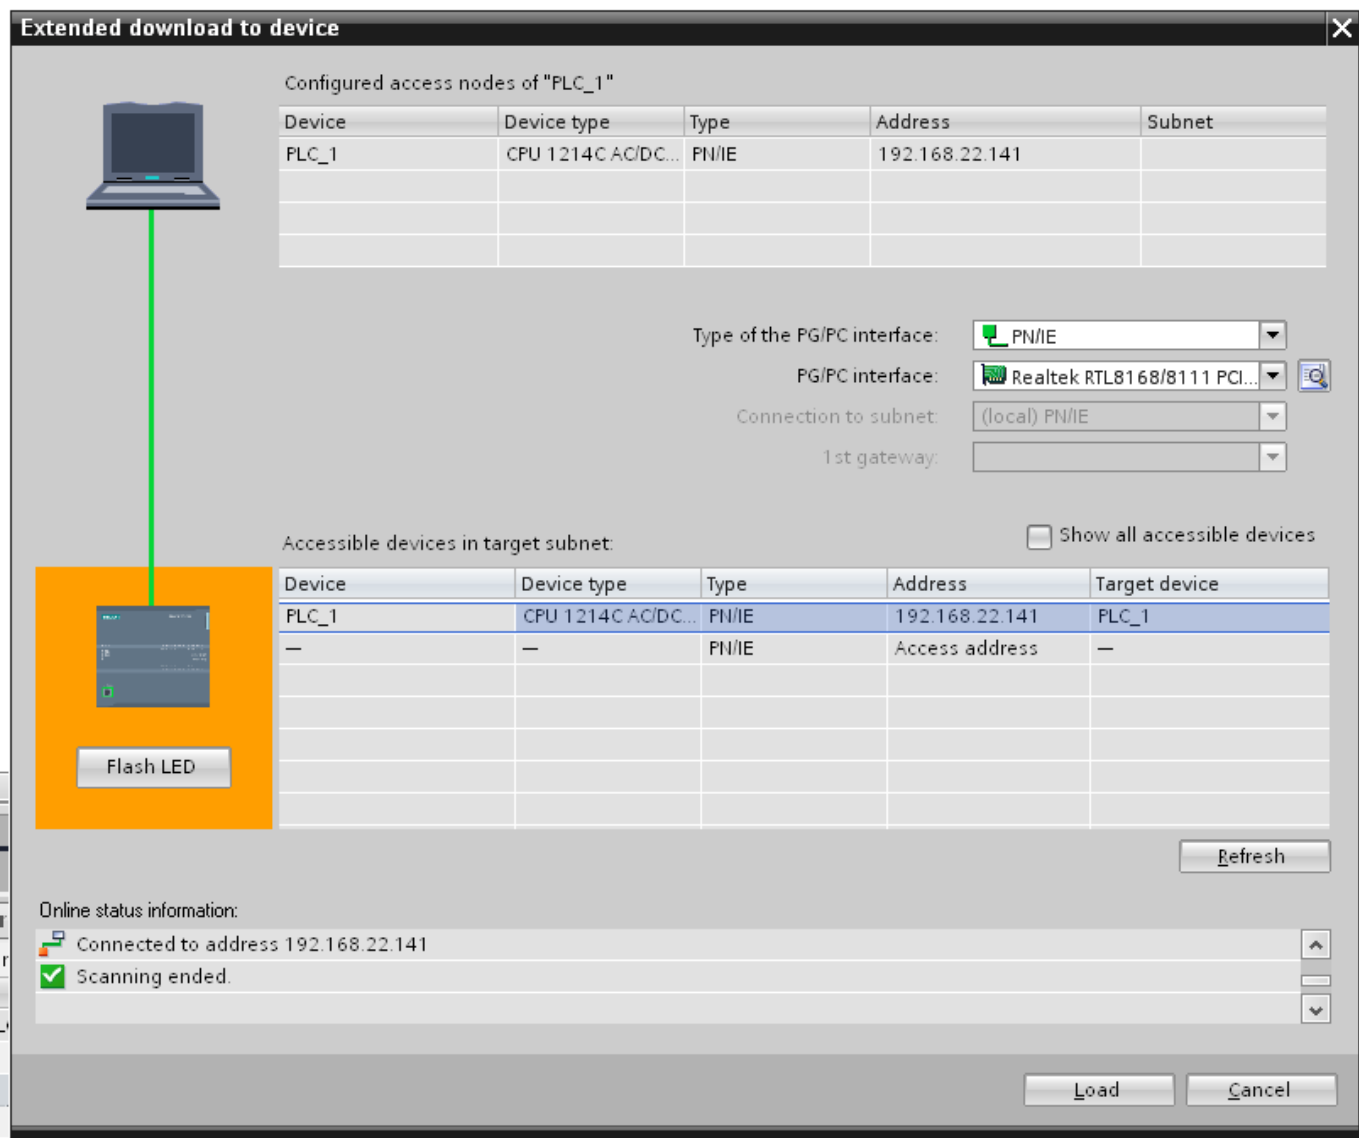 Extended download to device
Configured access nodes of "PLC_1"
Device Device type Type Address Subnet
PLC_1 CPU 1214C AC/DC... PN/IE 192.168.22.141
Type of the PG/PC interface: PN/IE
PG/PC interface: Realtek RTL8168/8111 PCI...
Connection to subnet: (local) PN/IE
1st gateway:
Accessible devices in target subnet: Show all accessible devices
Device Device type Type Address Target device
PLC_1 CPU 1214C AC/DC... PN/IE 192.168.22.141 PLC_1
— — PN/IE Access address —
Flash LED
Refresh
Online status information:
Connected to address 192.168.22.141
Scanning ended.
Load Cancel